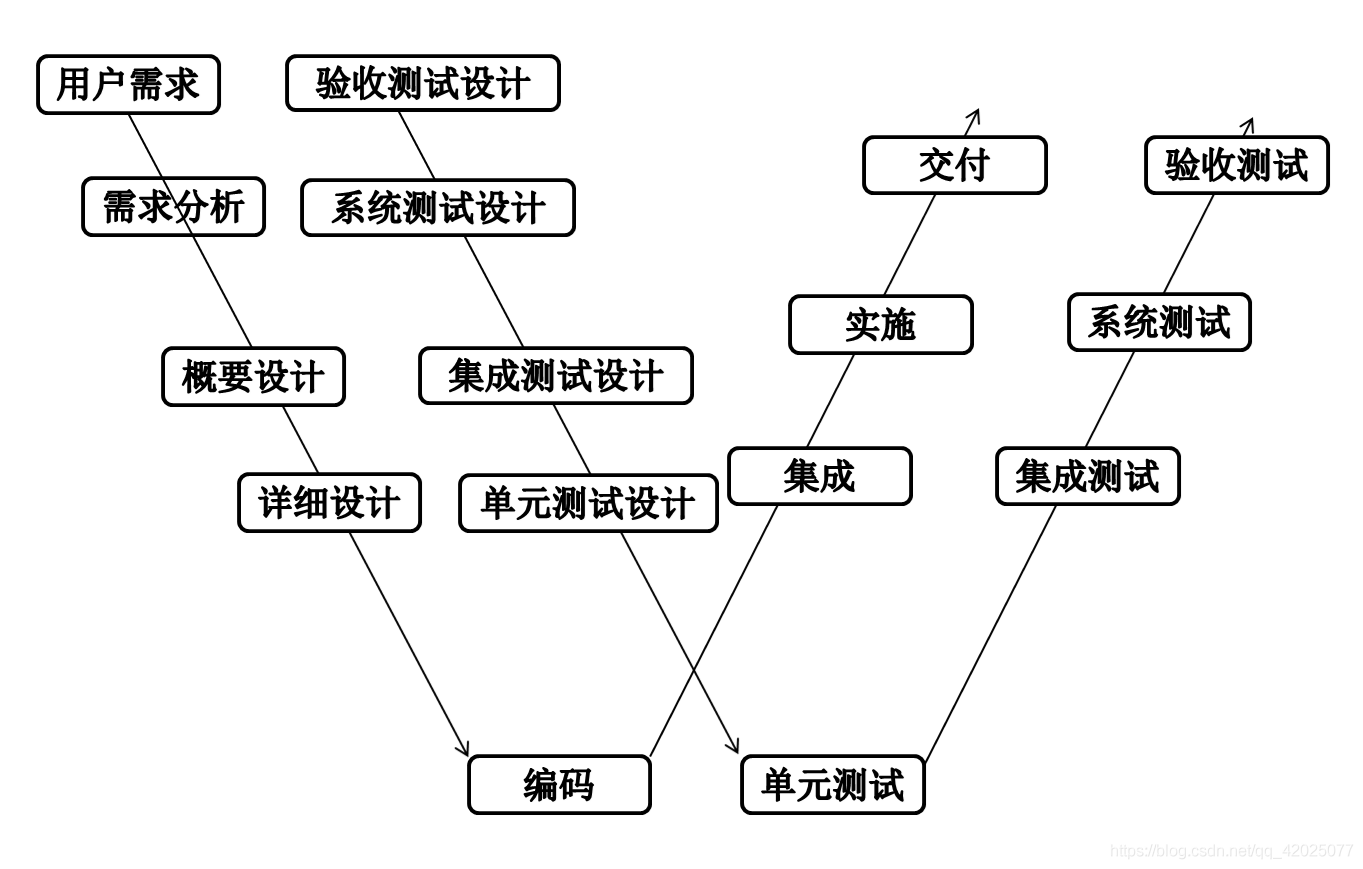 用户需求
验收测试设计
交付
验收测试
需求分析
系统测试设计
实施
系统测试
概要设计
集成测试设计
集成
集成测试
详细设计
单元测试设计
编码
单元测试
https://blog.csdn.net/qq_42025077